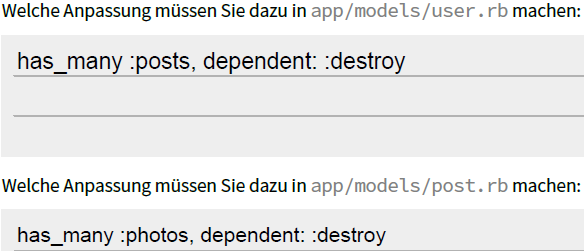 Welche Anpassung müssen Sie dazu in app/models/user.rb machen:
has_many :posts, dependent: :destroy
Welche Anpassung müssen Sie dazu in app/models/post.rb machen:
has_many :photos, dependent: :destroy